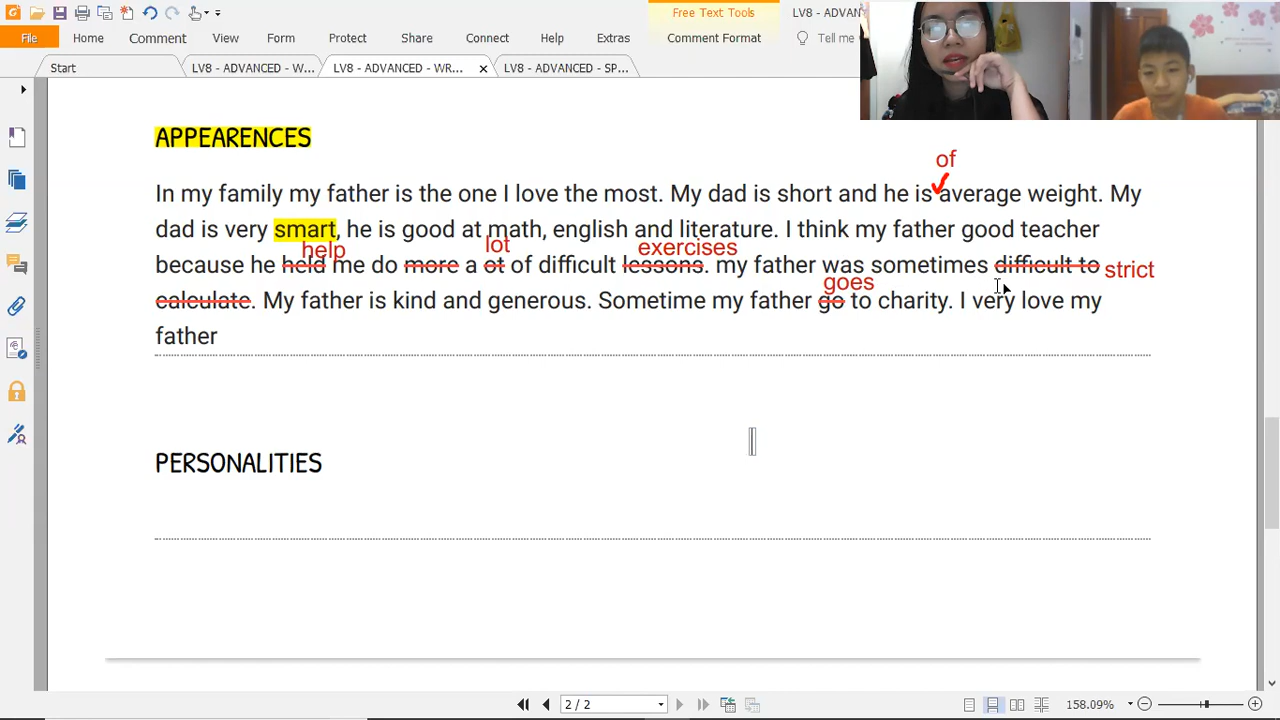 Free Text Tools
LV8 - ADVAN
File
Home
Comment
View
Form
Protect
Share
Connect
Help
Extras
Comment Format
Tell me
Start
LV8 - ADVANCED - W...
LV8 - ADVANCED - WR...
LV8 - ADVANCED - SP...
APPEARENCES
of
In my family my father is the one I love the most. My dad is short and he is average weight. My
dad is very smart, he is good at math, english and literature. I think my father good teacher
help lot exercises
because he held me do more a ot of difficult lessons. my father was sometimes difficult to strict
goes
calculate. My father is kind and generous. Sometime my father go to charity. I very love my
father
PERSONALITIES
2 / 2
158.09%